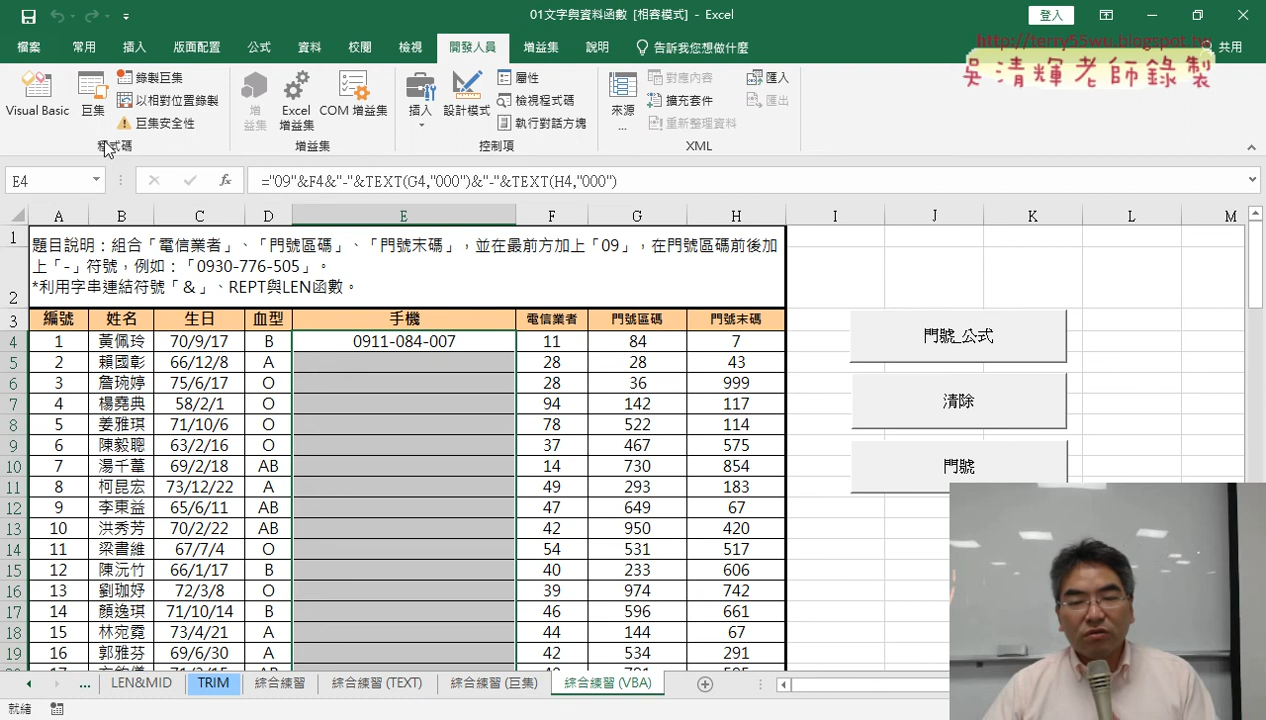 01文字與資料函數 [相容模式] - Excel
登入
檔案 常用 插入 版面配置 公式 資料 校閱 檢視 開發人員 增益集 說明 告訴我您想做什麼 共用
http://terry55wu.blogspot.tw
吳清輝老師錄製
Visual Basic
巨集
錄製巨集
以相對位置錄製
巨集安全性
程式碼
增益集
Excel 增益集
COM 增益集
增益集
插入
設計模式
屬性
檢視程式碼
執行對話方塊
控制項
來源...
對應內容
擴充套件
重新整理資料
匯入
匯出
XML
E4
="09"&F4&"-"&TEXT(G4,"000")&"-"&TEXT(H4,"000")
A B C D E F G H I J K L M
1 題目說明：組合「電信業者」、「門號區碼」、「門號末碼」，並在最前方加上「09」，在門號區碼前後加
上「-」符號，例如：「0930-776-505」。
2 *利用字串連結符號「&」、REPT與LEN函數。
3 編號 姓名 生日 血型 手機 電信業者 門號區碼 門號末碼
4 1 黃佩玲 70/9/17 B 0911-084-007 11 84 7
5 2 賴國彰 66/12/8 A 28 28 43
6 3 詹琬婷 75/6/17 O 28 36 999
7 4 楊堯典 58/2/1 O 94 142 117
8 5 姜雅琪 71/10/6 O 78 522 114
9 6 陳毅聰 63/2/16 O 37 467 575
10 7 湯千葦 69/2/18 AB 14 730 854
11 8 柯昆宏 73/12/22 A 49 293 183
12 9 李東益 65/6/11 AB 47 649 67
13 10 洪秀芳 70/2/22 AB 42 950 420
14 11 梁書維 67/7/4 O 54 531 517
15 12 陳沅竹 66/1/17 B 40 233 606
16 13 劉珈妤 72/3/8 O 39 974 742
17 14 顏逸琪 71/10/14 B 46 596 661
18 15 林宛霓 73/4/21 A 44 144 67
19 16 郭雅芬 69/6/30 A 42 534 291
門號_公式
清除
門號
... LEN&MID TRIM 綜合練習 綜合練習 (TEXT) 綜合練習 (巨集) 綜合練習 (VBA)
就緒